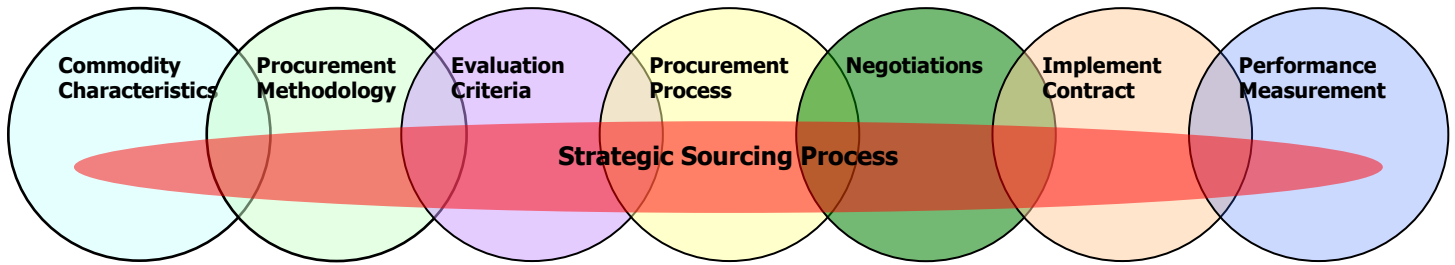 Commodity
Characteristics
Procurement
Methodology
Evaluation
Criteria
Procurement
Process
Negotiations
Implement
Contract
Performance
Measurement
Strategic Sourcing Process